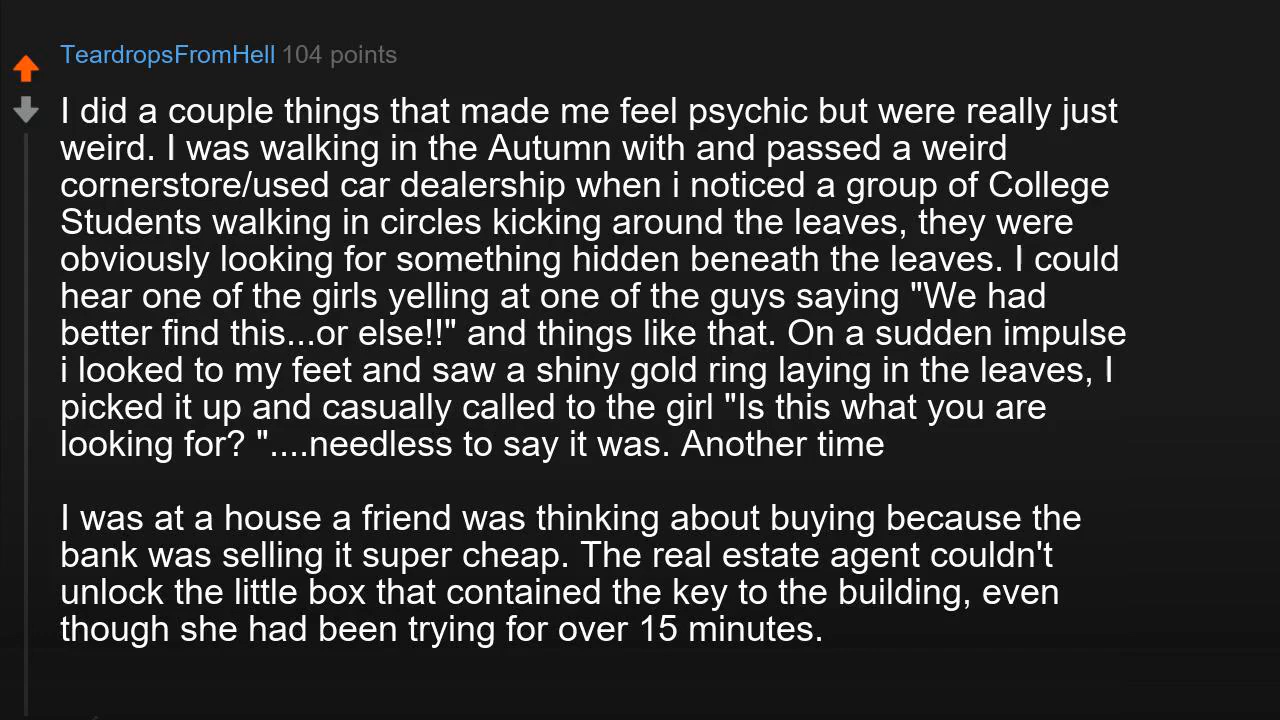 TeardropsFromHell 104 points
I did a couple things that made me feel psychic but were really just
weird. I was walking in the Autumn with and passed a weird
cornerstore/used car dealership when i noticed a group of College
Students walking in circles kicking around the leaves, they were
obviously looking for something hidden beneath the leaves. I could
hear one of the girls yelling at one of the guys saying "We had
better find this...or else!!" and things like that. On a sudden impulse
i looked to my feet and saw a shiny gold ring laying in the leaves, I
picked it up and casually called to the girl "Is this what you are
looking for? "....needless to say it was. Another time
I was at a house a friend was thinking about buying because the
bank was selling it super cheap. The real estate agent couldn't
unlock the little box that contained the key to the building, even
though she had been trying for over 15 minutes.